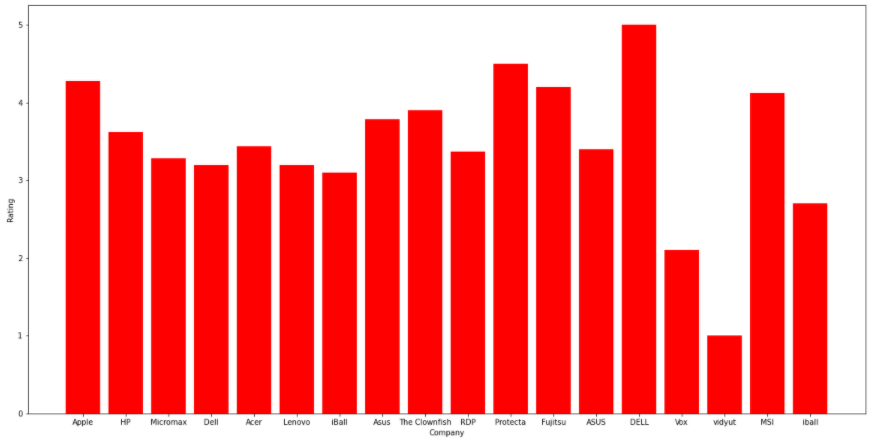 5
4
3
2
1
0
Rating
Apple HP Micromax Dell Acer Lenovo iBall Asus The Clownfish RDP Protecta Fujitsu ASUS DELL Vox vidyut MSI iball
Company